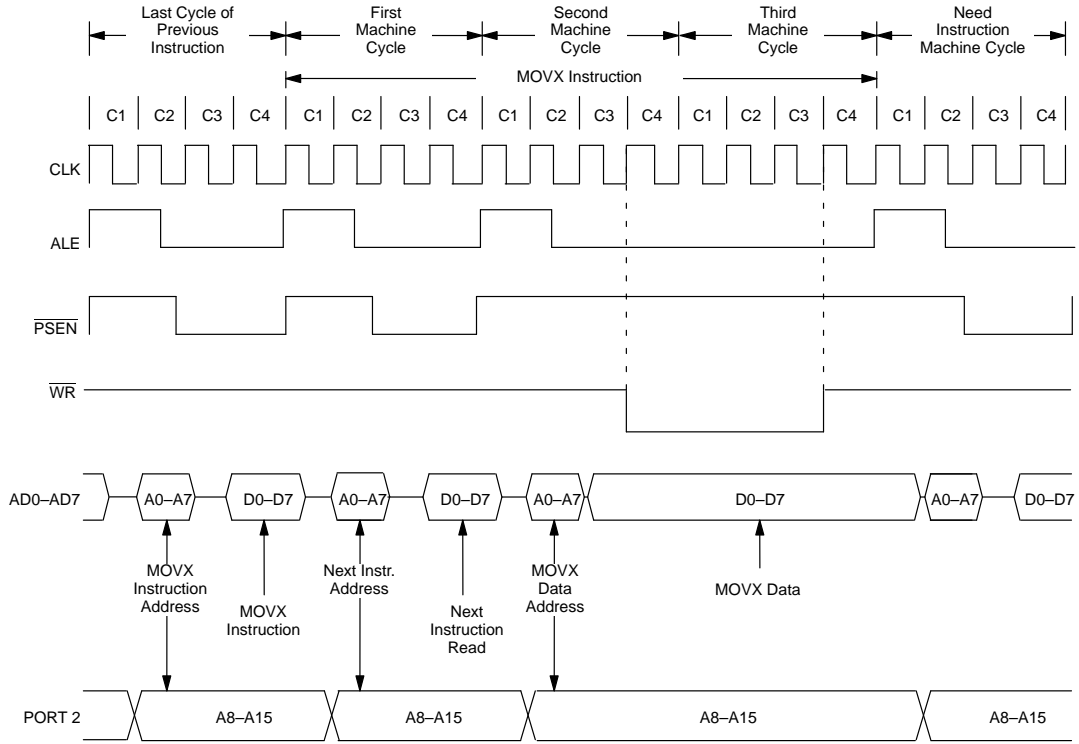 Last Cycle of
Previous
Instruction
First
Machine
Cycle
Second
Machine
Cycle
Third
Machine
Cycle
Need
Instruction
Machine Cycle
MOVX Instruction
C1 C2 C3 C4 C1 C2 C3 C4 C1 C2 C3 C4 C1 C2 C3 C4 C1 C2 C3 C4
CLK
ALE
PSEN
WR
AD0–AD7 A0–A7 D0–D7 A0–A7 D0–D7 A0–A7 D0–D7 A0–A7 D0–D7
MOVX
Instruction
Address
MOVX
Instruction
Next Instr.
Address
Next
Instruction
Read
MOVX
Data
Address
MOVX Data
PORT 2 A8–A15 A8–A15 A8–A15 A8–A15